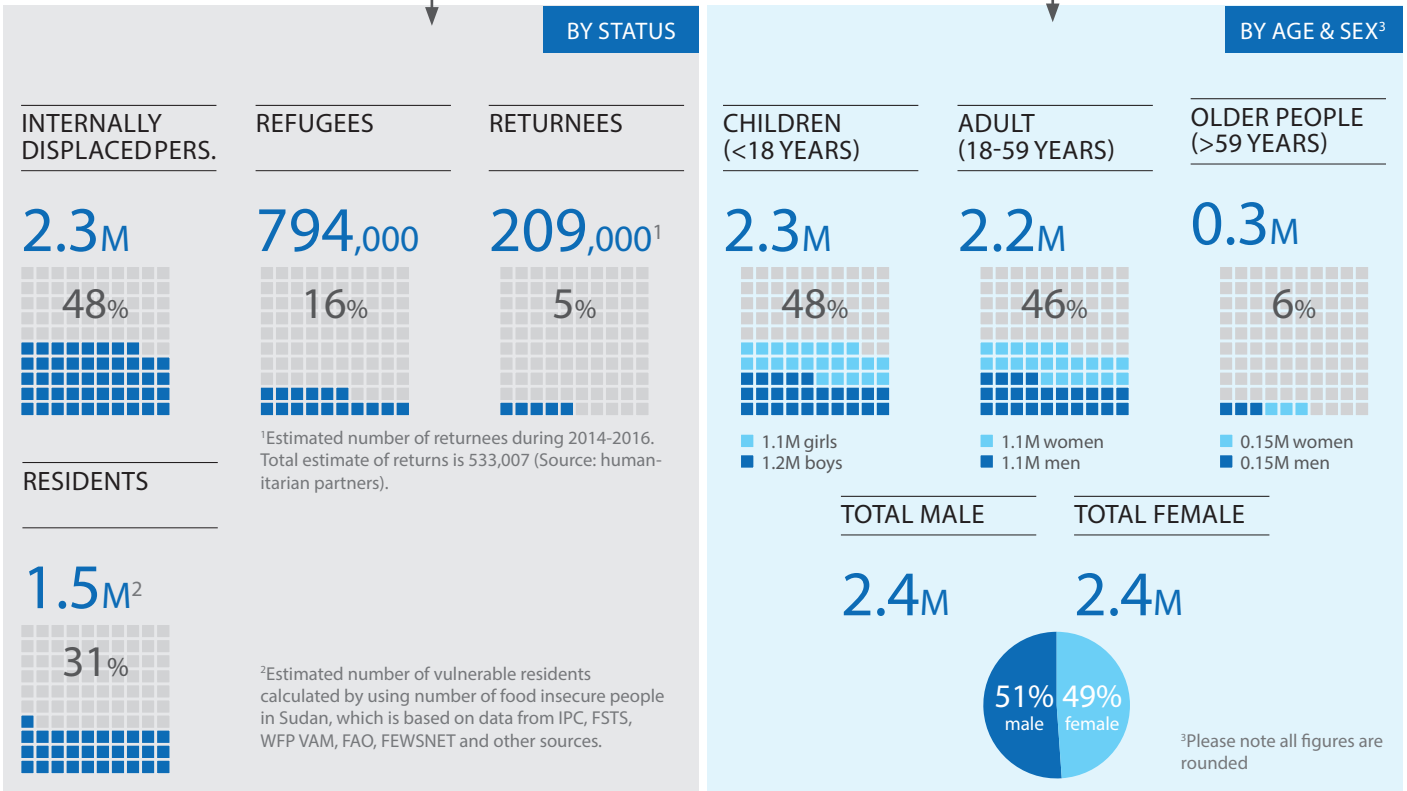 BY STATUS
INTERNALLY
DISPLACED PERS.
2.3M
48%
REFUGEES
794,000
16%
RETURNEES
209,000¹
5%
¹Estimated number of returnees during 2014-2016.
Total estimate of returns is 533,007 (Source: human-
itarian partners).
RESIDENTS
1.5M²
31%
²Estimated number of vulnerable residents
calculated by using number of food insecure people
in Sudan, which is based on data from IPC, FSTS,
WFP VAM, FAO, FEWSNET and other sources.
BY AGE & SEX³
CHILDREN
(<18 YEARS)
2.3M
48%
1.1M girls
1.2M boys
ADULT
(18-59 YEARS)
2.2M
46%
1.1M women
1.1M men
OLDER PEOPLE
(>59 YEARS)
0.3M
6%
0.15M women
0.15M men
TOTAL MALE
2.4M
TOTAL FEMALE
2.4M
51%
male
49%
female
³Please note all figures are
rounded